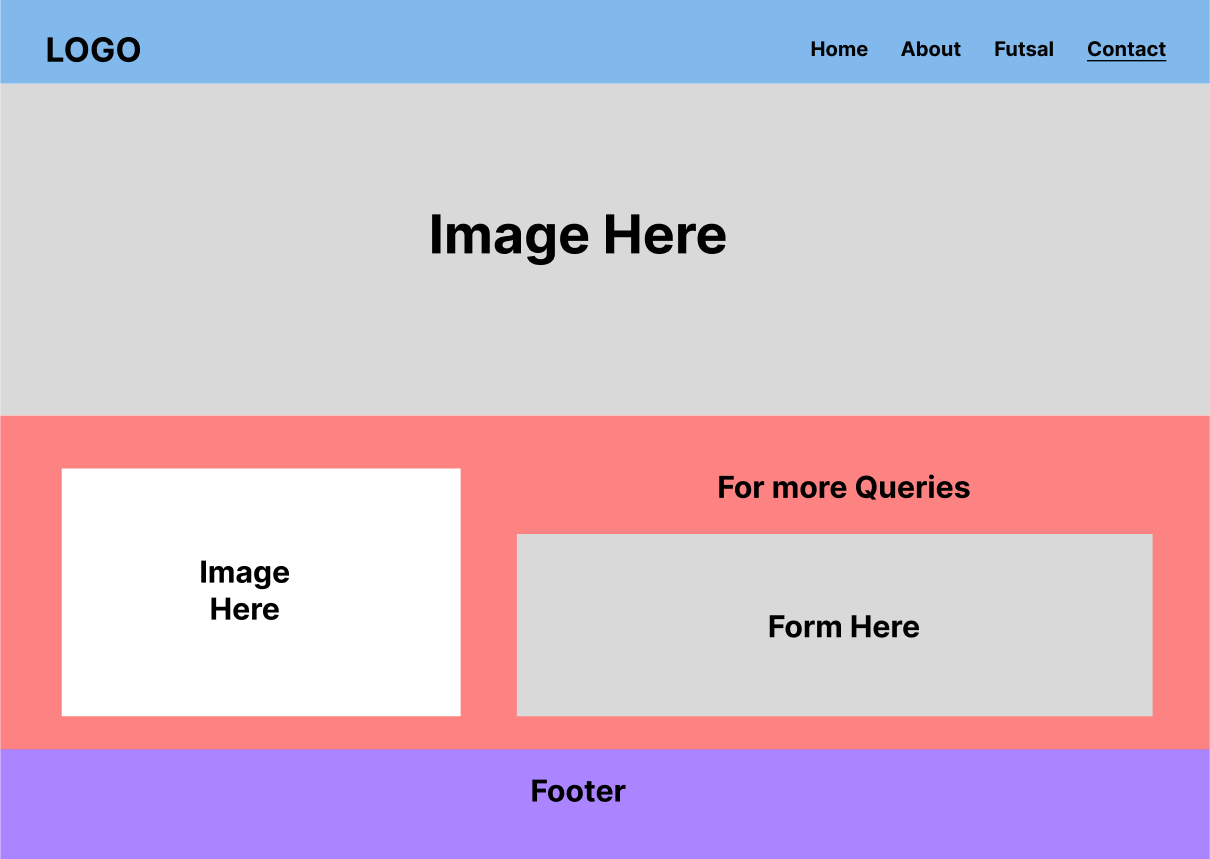 LOGO
Home About Futsal Contact
Image Here
For more Queries
Image
Here
Form Here
Footer